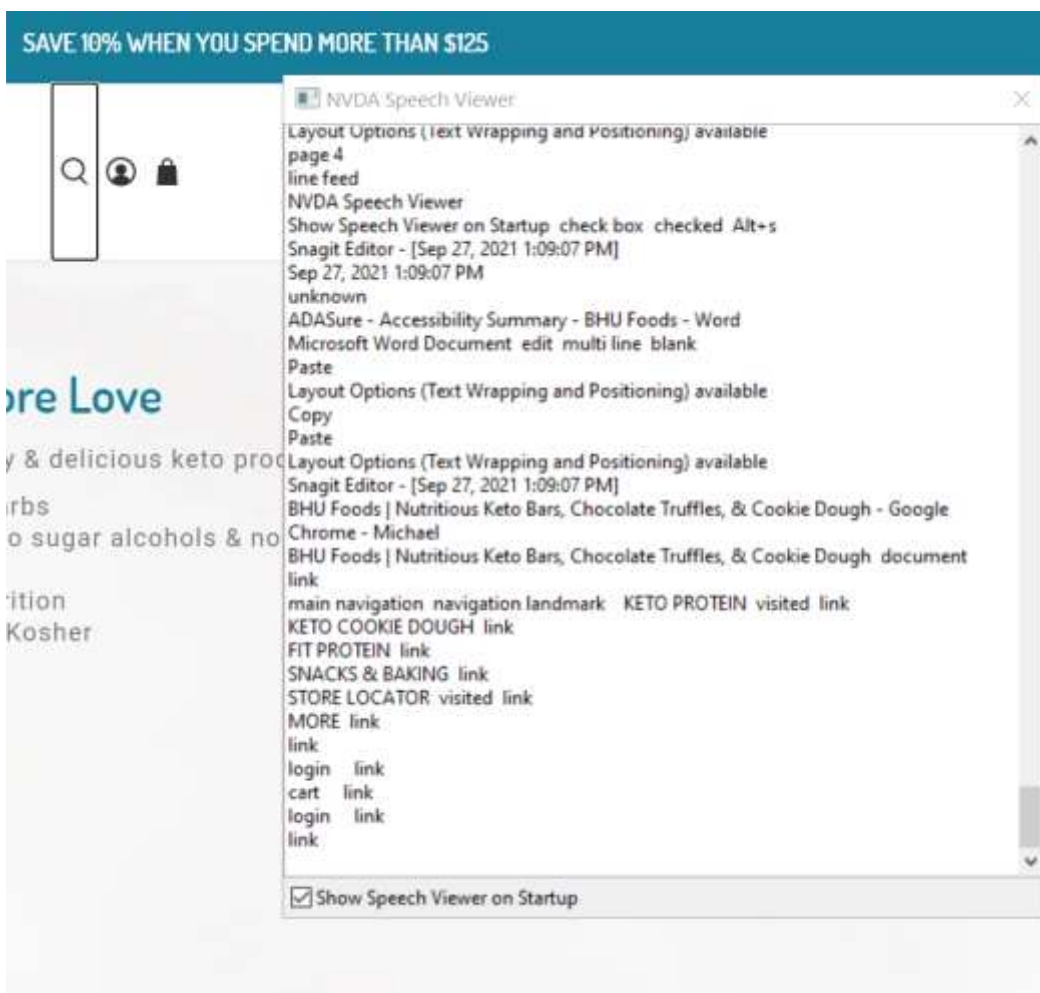 SAVE 10% WHEN YOU SPEND MORE THAN $125
NVDA Speech Viewer
Layout Options (Text Wrapping and Positioning) available
page 4
line feed
NVDA Speech Viewer
Show Speech Viewer on Startup check box checked Alt+s
Snagit Editor - [Sep 27, 2021 1:09:07 PM]
Sep 27, 2021 1:09:07 PM
unknown
ADASure - Accessibility Summary - BHU Foods - Word
Microsoft Word Document edit multi line blank
Paste
Layout Options (Text Wrapping and Positioning) available
Copy
Paste
Layout Options (Text Wrapping and Positioning) available
Snagit Editor - [Sep 27, 2021 1:09:07 PM]
BHU Foods | Nutritious Keto Bars, Chocolate Truffles, & Cookie Dough - Google
Chrome - Michael
BHU Foods | Nutritious Keto Bars, Chocolate Truffles, & Cookie Dough document
link
main navigation navigation landmark KETO PROTEIN visited link
KETO COOKIE DOUGH link
FIT PROTEIN link
SNACKS & BAKING link
STORE LOCATOR visited link
MORE link
link
login link
cart link
login link
link
Show Speech Viewer on Startup
ore Love
y & delicious keto prod
arbs
o sugar alcohols & no
rition
Kosher